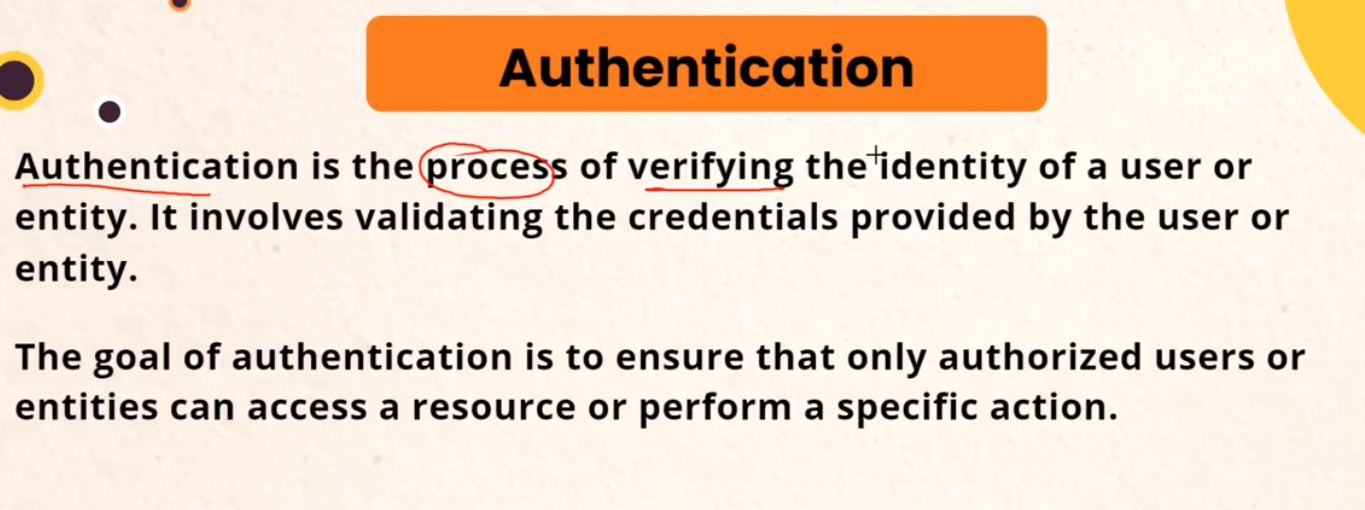 Authentication
Authentication is the process of verifying the identity of a user or
entity. It involves validating the credentials provided by the user or
entity.
The goal of authentication is to ensure that only authorized users or
entities can access a resource or perform a specific action.